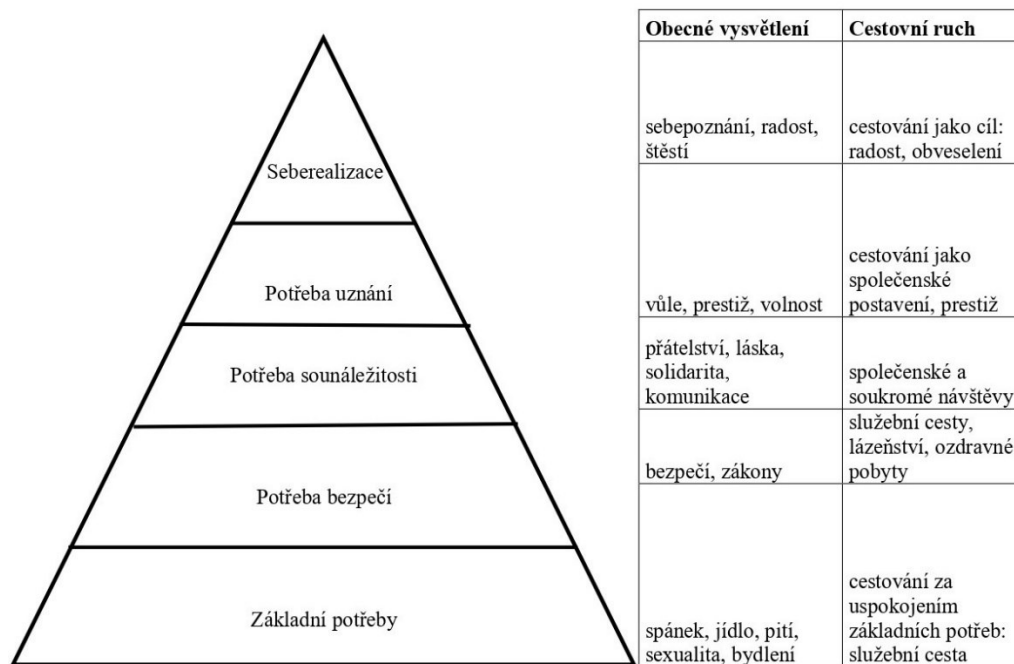 Obecné vysvětlení
Cestovní ruch
Seberealizace
sebepoznání, radost,
štěstí
cestování jako cíl:
radost, obveselení
Potřeba uznání
vůle, prestiž, volnost
cestování jako
společenské
postavení, prestiž
Potřeba sounáležitosti
přátelství, láska,
solidarita,
komunikace
společenské a
soukromé návštěvy
Potřeba bezpečí
bezpečí, zákony
služební cesty,
lázeňství, ozdravné
pobyty
Základní potřeby
spánek, jídlo, pití,
sexualita, bydlení
cestování za
uspokojením
základních potřeb:
služební cesta